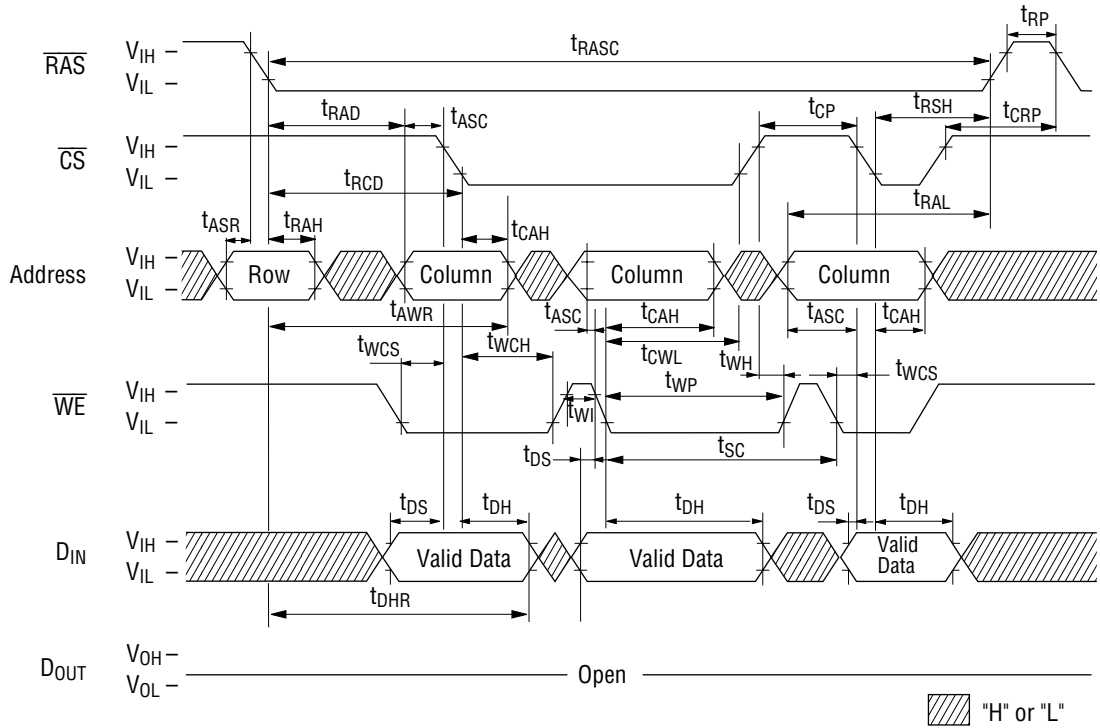 tRP
RAS VIH – VIL –
tRASC
tRAD tASC tCP tRSH tCRP
CS VIH – VIL –
tRCD tRAL
tASR tRAH tCAH
Address VIH – VIL –
Row Column Column Column
tAWR tASC tCAH tASC tCAH
tWCS tWCH tCWL tWH tWCS
WE VIH – VIL –
tWI tWP
tDS tSC
tDS tDH tDH tDS tDH
DIN VIH – VIL –
Valid Data Valid Data Valid Data
tDHR
DOUT VOH – VOL –
Open
"H" or "L"